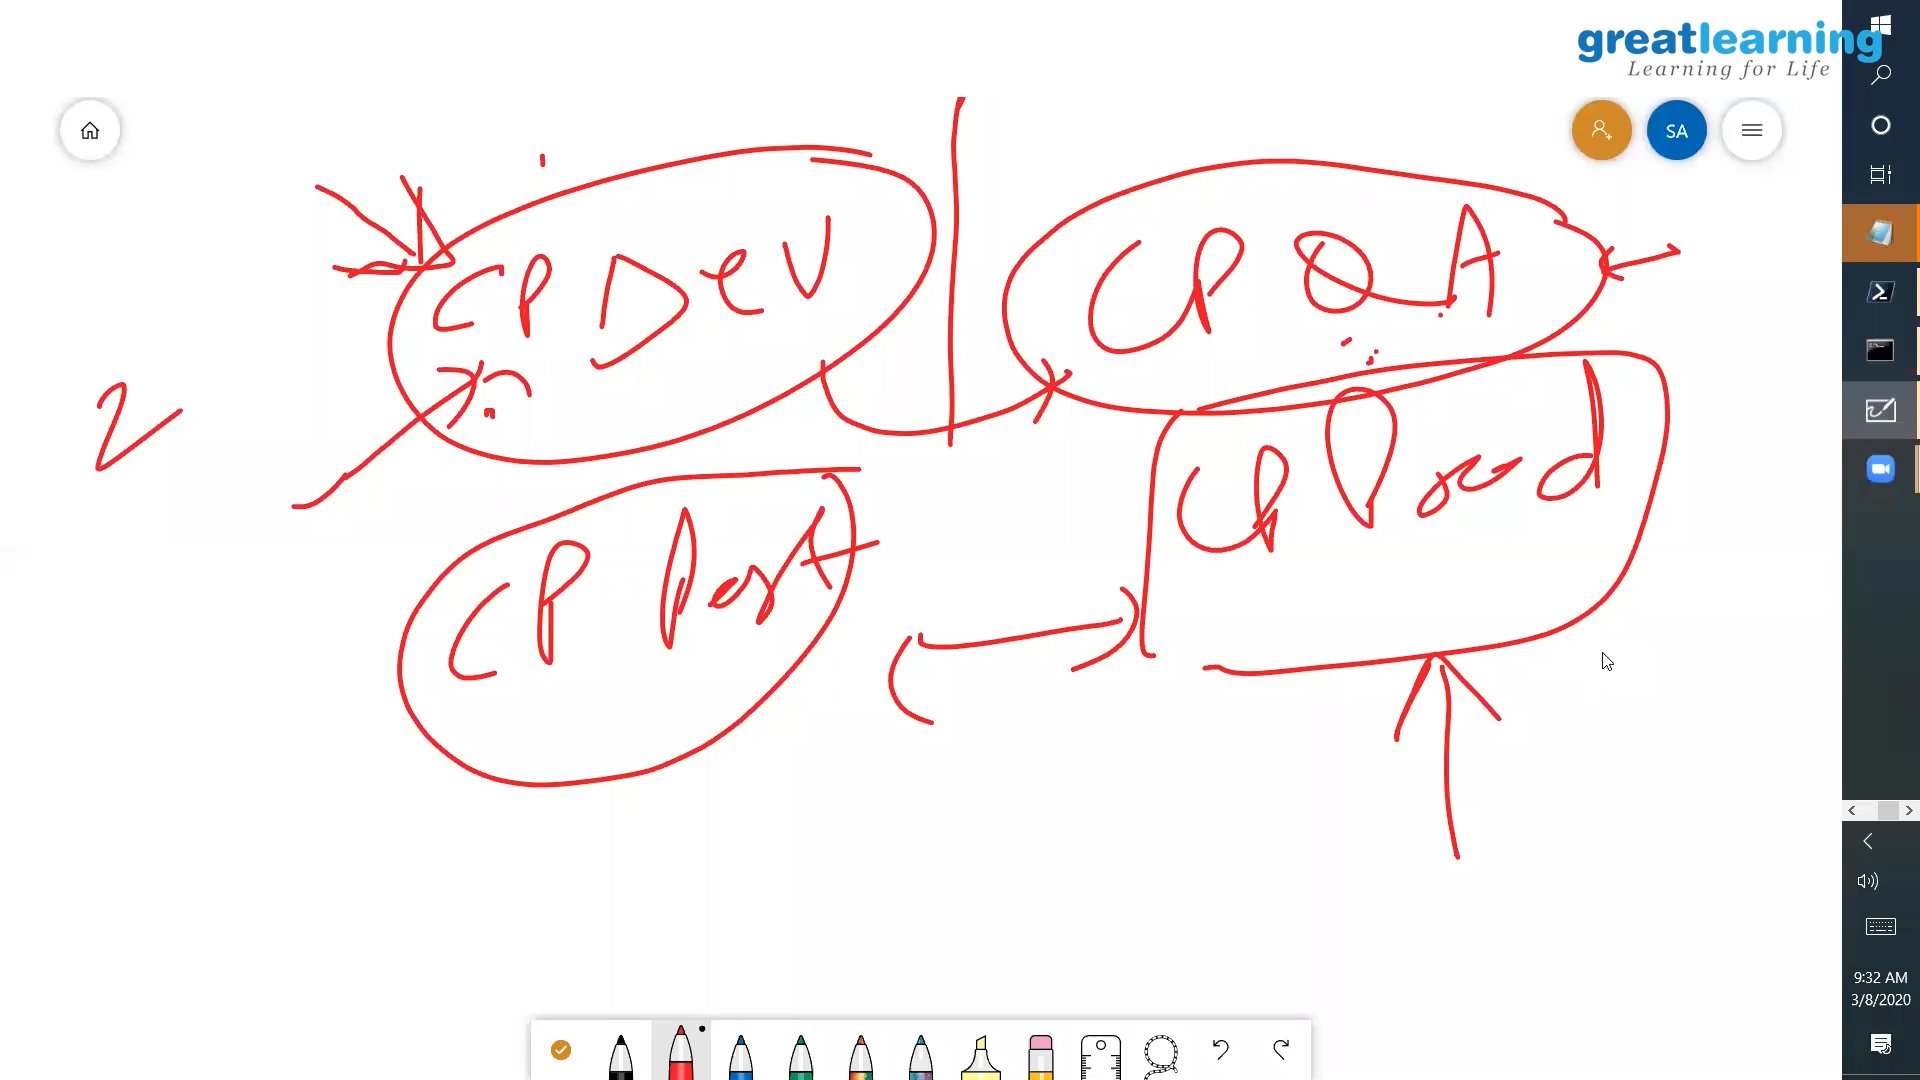 greatlearning
Learning for Life
SA
CP Dev
CP QA
2
CP Prod
CP Perf
9:32 AM
3/8/2020